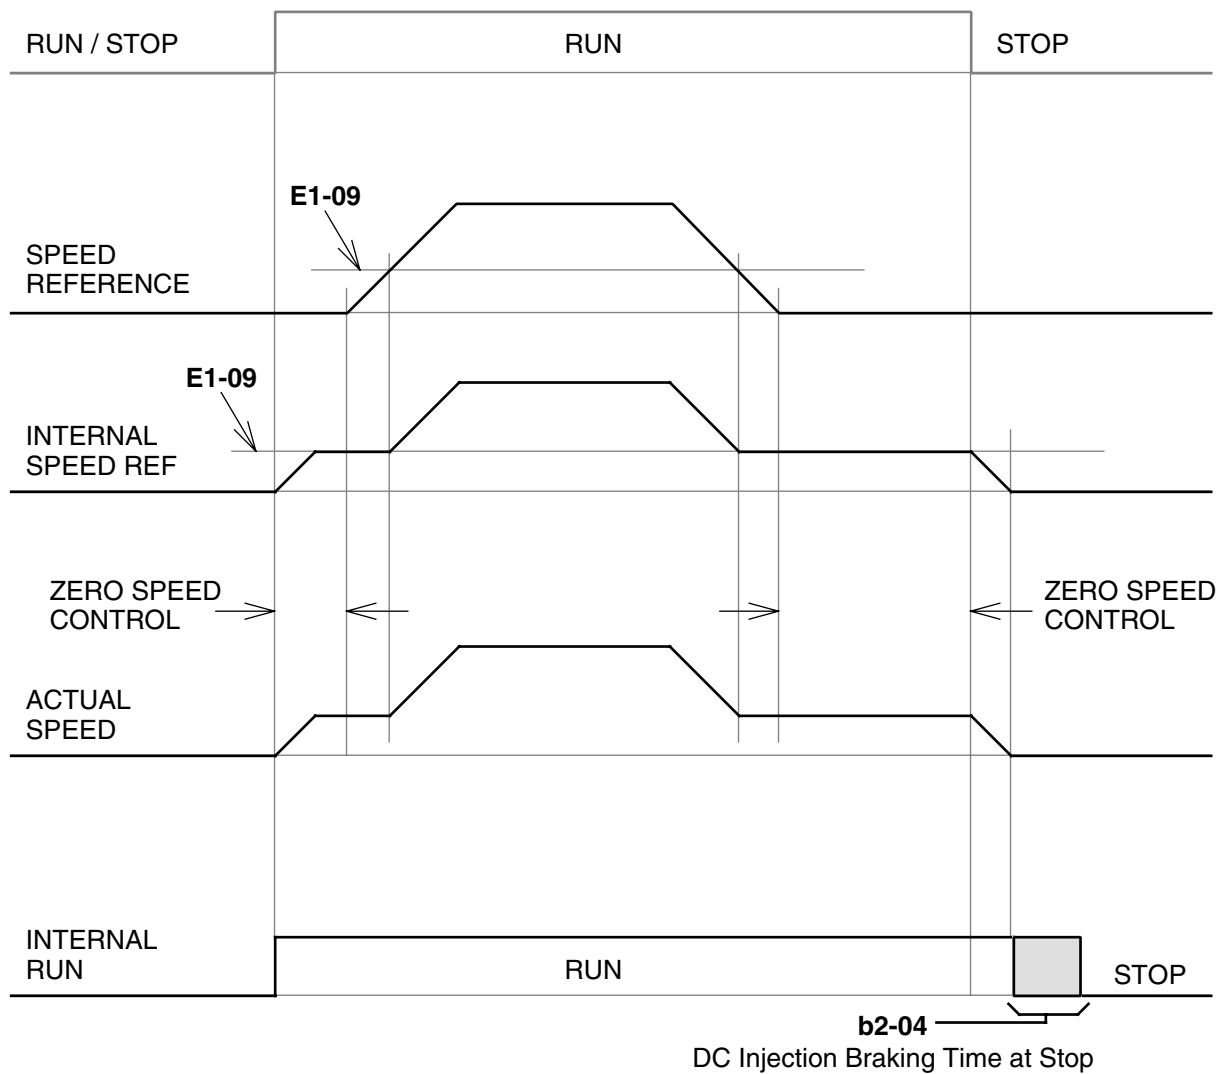 RUN / STOP
RUN
STOP
E1-09
SPEED
REFERENCE
E1-09
INTERNAL
SPEED REF
ZERO SPEED
CONTROL
ZERO SPEED
CONTROL
ACTUAL
SPEED
INTERNAL
RUN
RUN
STOP
b2-04
DC Injection Braking Time at Stop